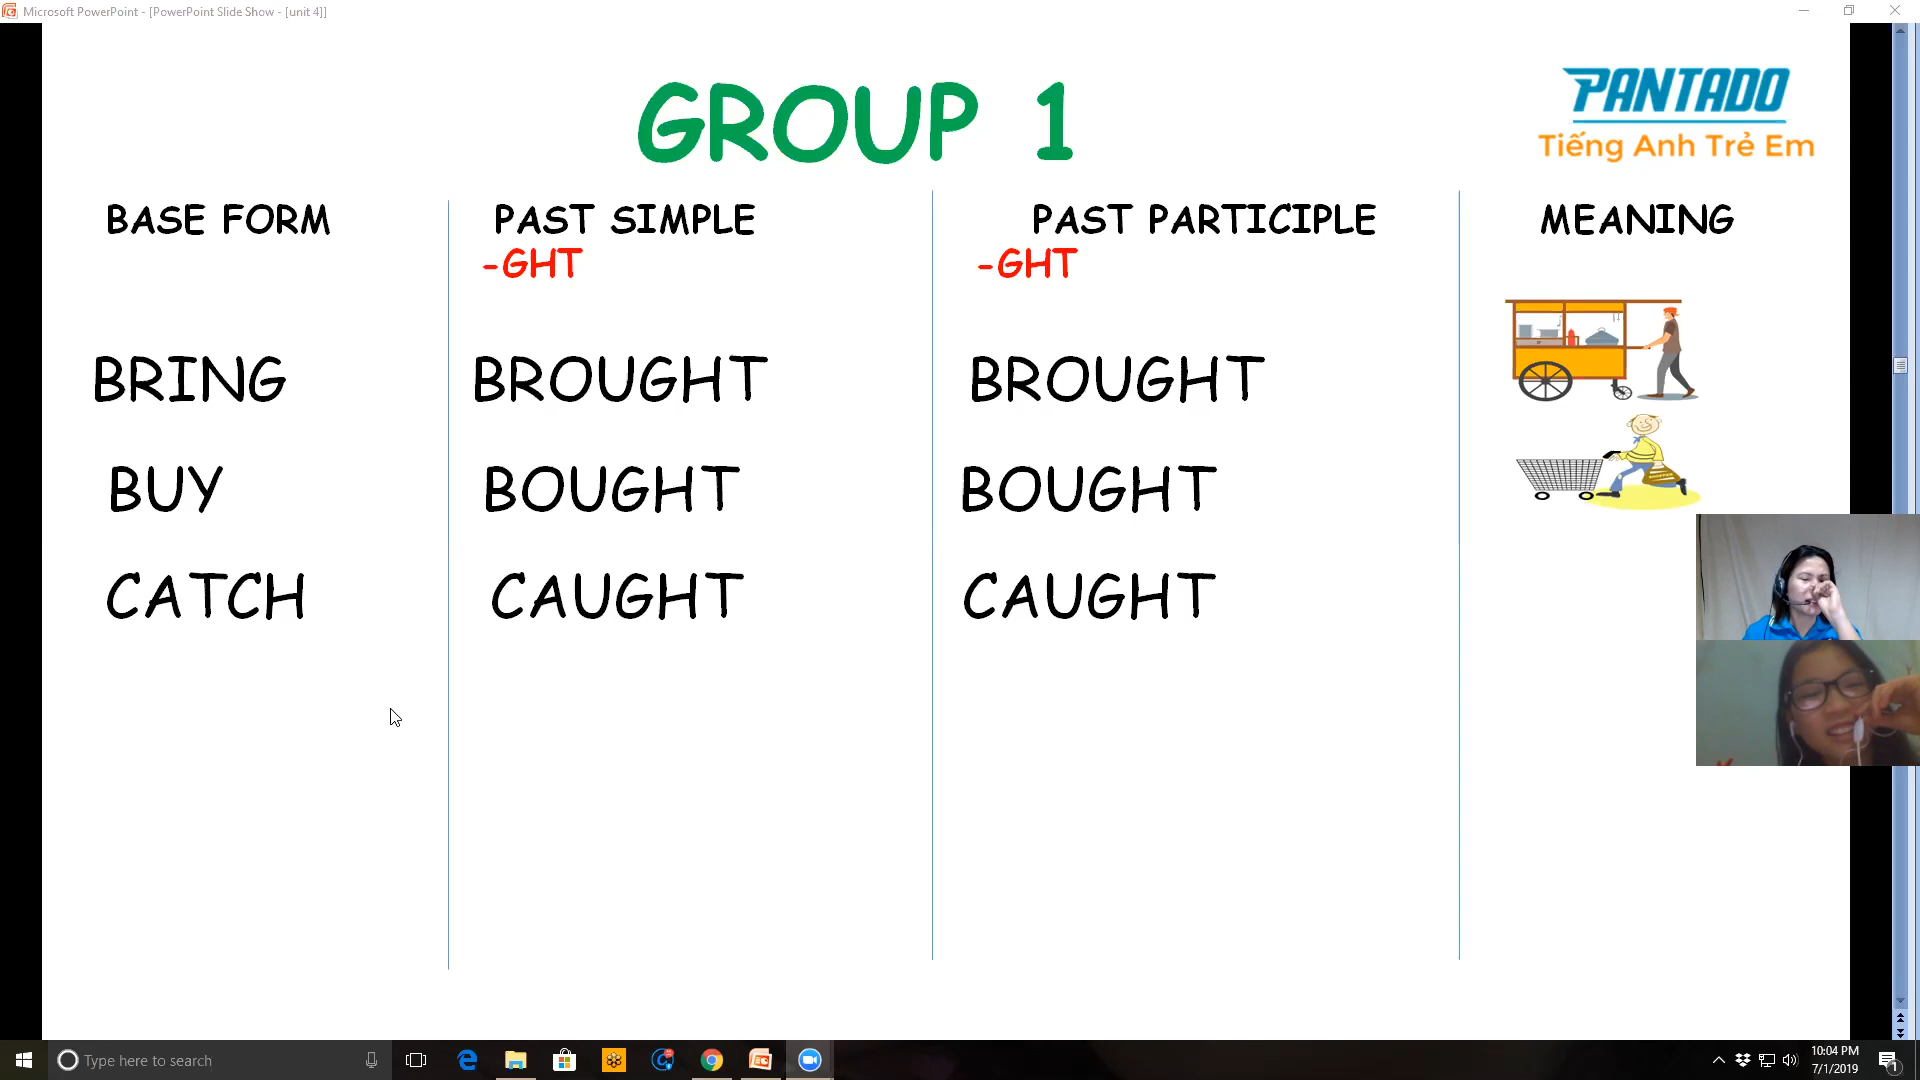 Microsoft PowerPoint - [PowerPoint Slide Show - [unit 4]]
GROUP 1
PANTADO
Tiếng Anh Trẻ Em
BASE FORM PAST SIMPLE PAST PARTICIPLE MEANING
-GHT -GHT
BRING BROUGHT BROUGHT
BUY BOUGHT BOUGHT
CATCH CAUGHT CAUGHT
Type here to search
10:04 PM
7/1/2019